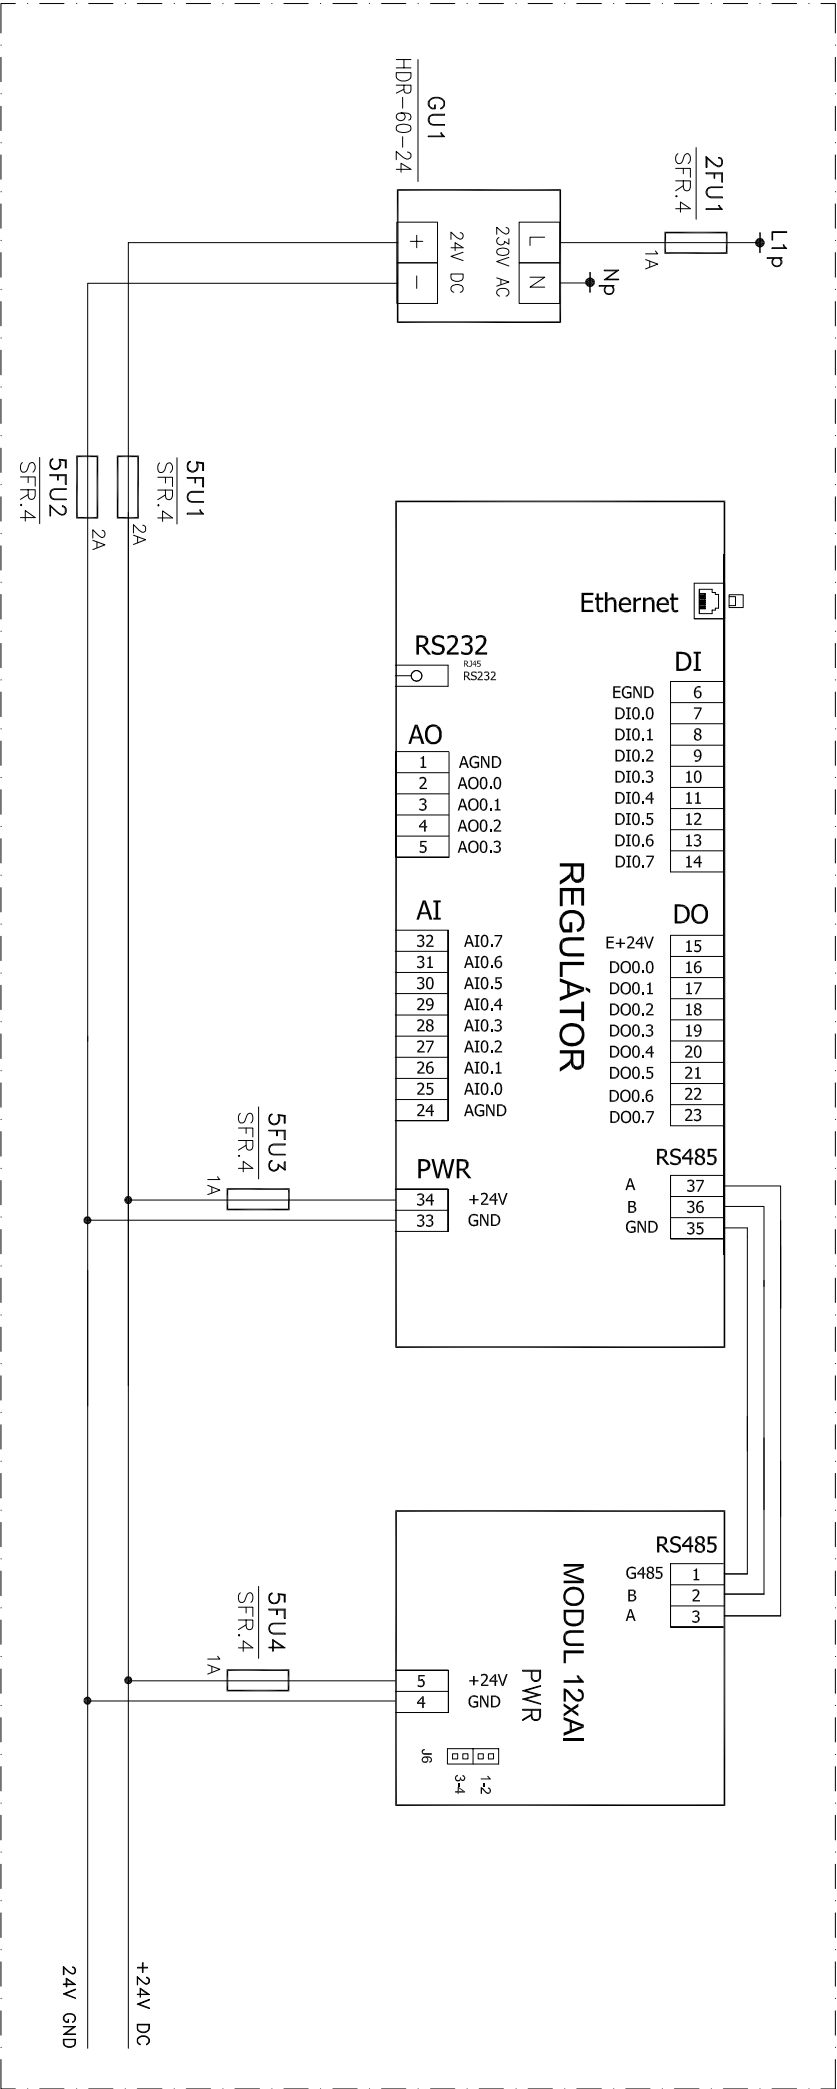 L1p
2FU1
SFR.4
1A
Np
GU1
HDR-60-24
L
N
230V AC
24V DC
+
-
5FU1
SFR.4
2A
5FU2
SFR.4
2A
REGULÁTOR
Ethernet
RS232
RJ45
RS232
DI
EGND 6
DI0.0 7
DI0.1 8
DI0.2 9
DI0.3 10
DI0.4 11
DI0.5 12
DI0.6 13
DI0.7 14
AO
1 AGND
2 AO0.0
3 AO0.1
4 AO0.2
5 AO0.3
DO
E+24V 15
DO0.0 16
DO0.1 17
DO0.2 18
DO0.3 19
DO0.4 20
DO0.5 21
DO0.6 22
DO0.7 23
AI
32 AI0.7
31 AI0.6
30 AI0.5
29 AI0.4
28 AI0.3
27 AI0.2
26 AI0.1
25 AI0.0
24 AGND
RS485
A 37
B 36
GND 35
PWR
34 +24V
33 GND
5FU3
SFR.4
1A
MODUL 12xAI
RS485
G485 1
B 2
A 3
PWR
5 +24V
4 GND
5FU4
SFR.4
1A
J6
1-2
3-4
+24V DC
24V GND